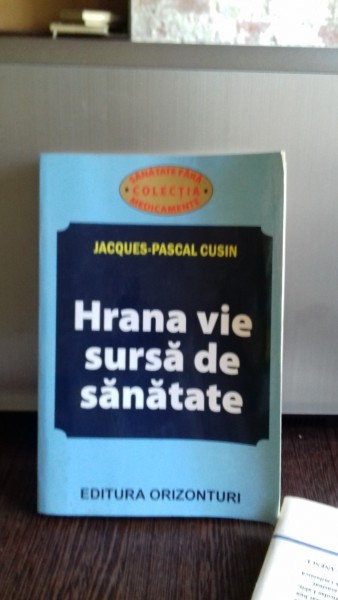 SĂNĂTATE FĂRĂ
• COLECȚIA •
MEDICAMENTE
JACQUES-PASCAL CUSIN
Hrana vie
sursă de
sănătate
EDITURA ORIZONTURI